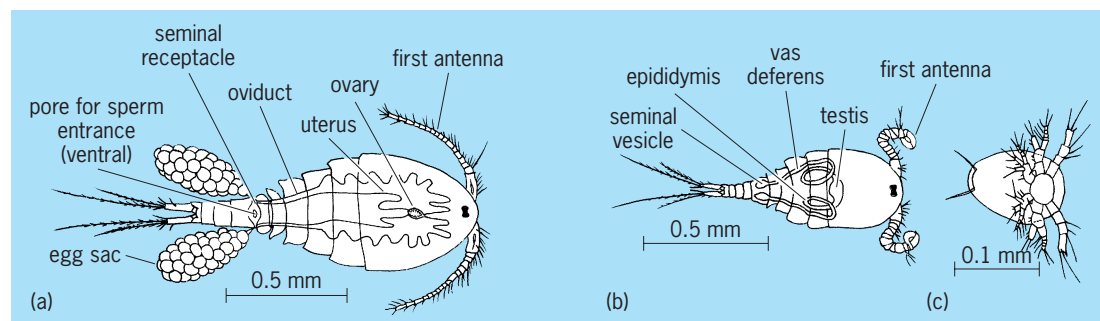 seminal
receptacle
oviduct
ovary
first antenna
pore for sperm
entrance
(ventral)
uterus
egg sac
0.5 mm
(a)
vas
deferens
epididymis
first antenna
seminal
vesicle
testis
0.5 mm
(b)
0.1 mm
(c)